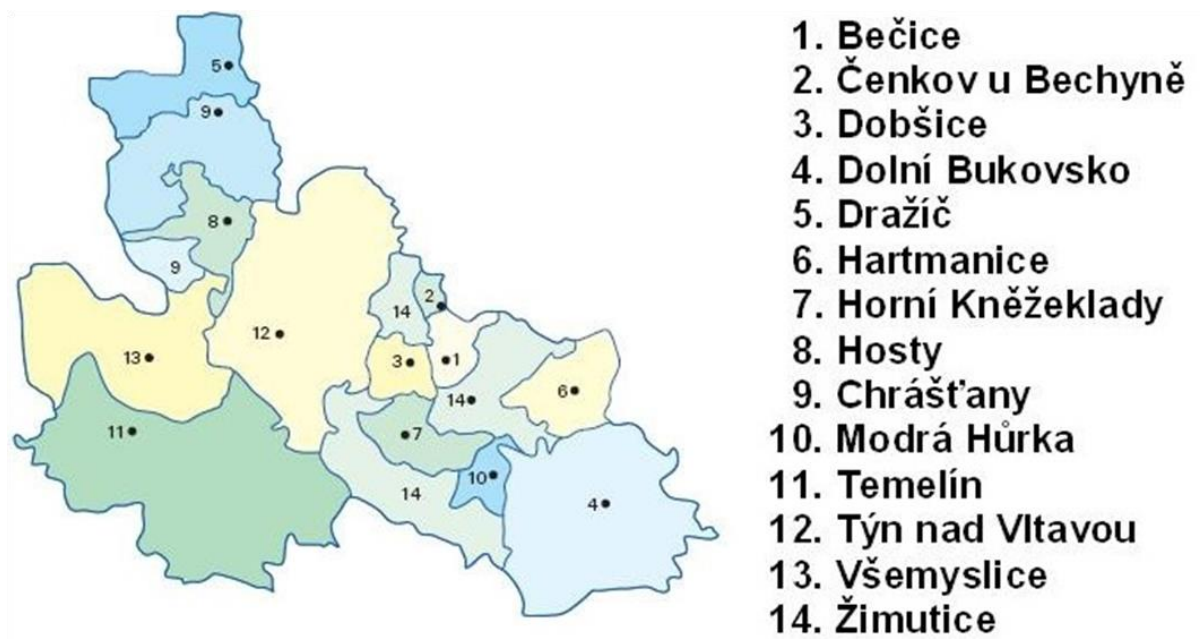 5
9
8
9
2
14
12
13
3
1
6
14
11
7
10
14
4
1. Bečice
2. Čenkov u Bechyně
3. Dobšice
4. Dolní Bukovsko
5. Dražíč
6. Hartmanice
7. Horní Kněžeklady
8. Hosty
9. Chrášťany
10. Modrá Hůrka
11. Temelín
12. Týn nad Vltavou
13. Všemyslice
14. Žimutice